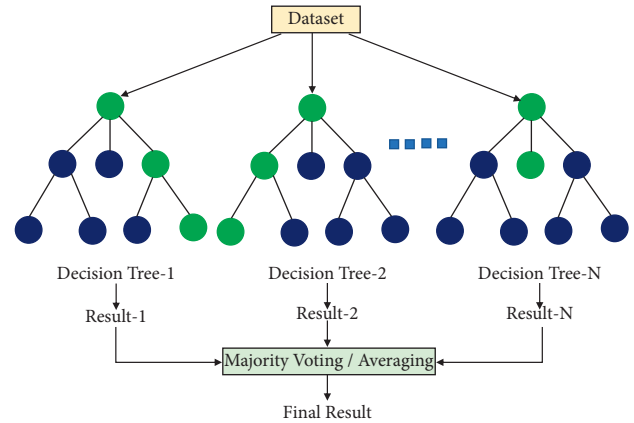 Dataset
Decision Tree-1
Decision Tree-2
Decision Tree-N
Result-1
Result-2
Result-N
Majority Voting / Averaging
Final Result